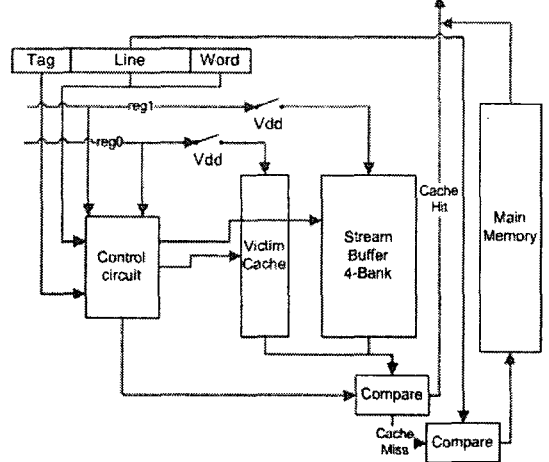 Tag Line Word
reg1
Vdd
reg0
Vdd
Cache
Hit
Main
Memory
Control
circuit
Victim
Cache
Stream
Buffer
4-Bank
Compare
Cache
Miss
Compare